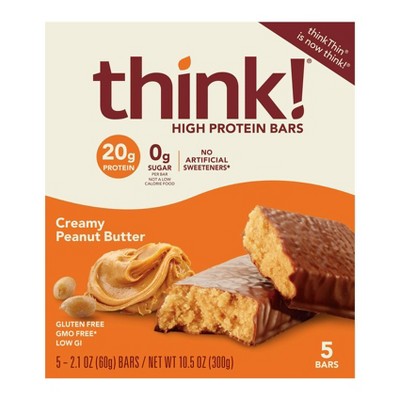 thinkThin®
is now think!®
think!®
HIGH PROTEIN BARS
20g
PROTEIN
0g
SUGAR
PER BAR
NOT A LOW
CALORIE FOOD
NO
ARTIFICIAL
SWEETENERS*
Creamy
Peanut Butter
GLUTEN FREE
GMO FREE*
LOW GI
5 – 2.1 OZ (60g) BARS / NET WT 10.5 OZ (300g)
5
BARS